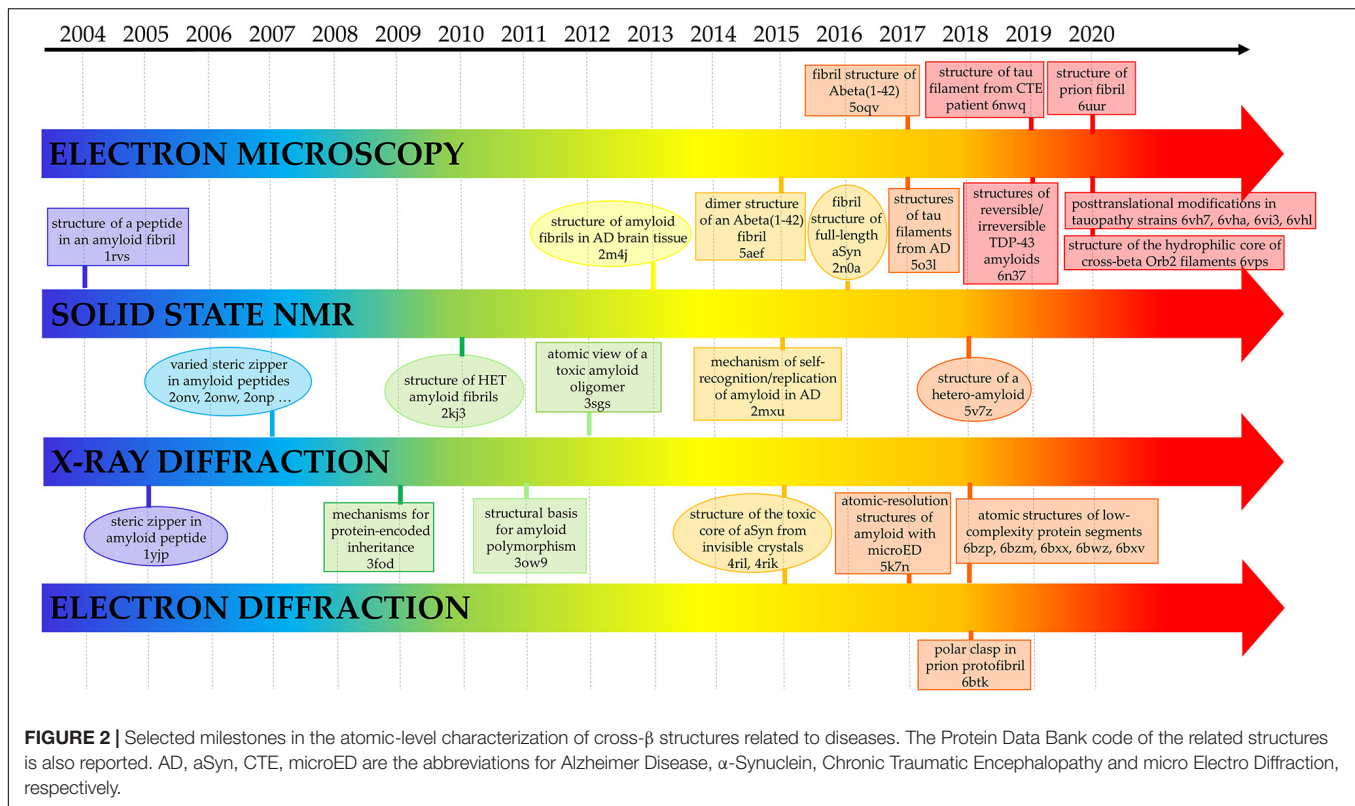 2004 2005 2006 2007 2008 2009 2010 2011 2012 2013 2014 2015 2016 2017 2018 2019 2020
fibril structure of
Abeta(1-42)
5oqv
structure of tau
filament from CTE
patient 6nwq
structure of
prion fibril
6uur
ELECTRON MICROSCOPY
structure of a peptide
in an amyloid fibril
1rvs
structure of amyloid
fibrils in AD brain tissue
2m4j
dimer structure
of an Abeta(1-42)
fibril
5aef
fibril
structure of
full-length
aSyn
2n0a
structures
of tau
filaments
from AD
5o3l
structures of
reversible/
irreversible
TDP-43
amyloids
6n37
posttranslational modifications in
tauopathy strains 6vh7, 6vha, 6vi3, 6vhl
structure of the hydrophilic core of
cross-beta Orb2 filaments 6vps
SOLID STATE NMR
varied steric zipper
in amyloid peptides
2onv, 2onw, 2onp ...
structure of HET
amyloid fibrils
2kj3
atomic view of a
toxic amyloid
oligomer
3sgs
mechanism of self-
recognition/replication
of amyloid in AD
2mxu
structure of a
hetero-amyloid
5v7z
X-RAY DIFFRACTION
steric zipper in
amyloid peptide
1yjp
mechanisms for
protein-encoded
inheritance
3fod
structural basis
for amyloid
polymorphism
3ow9
structure of the toxic
core of aSyn from
invisible crystals
4ril, 4rik
atomic-resolution
structures of
amyloid with
microED
5k7n
atomic structures of low-
complexity protein segments
6bzp, 6bzm, 6bxx, 6bwz, 6bxv
ELECTRON DIFFRACTION
polar clasp in
prion protofibril
6btk
FIGURE 2 | Selected milestones in the atomic-level characterization of cross-β structures related to diseases. The Protein Data Bank code of the related structures
is also reported. AD, aSyn, CTE, microED are the abbreviations for Alzheimer Disease, α-Synuclein, Chronic Traumatic Encephalopathy and micro Electro Diffraction,
respectively.